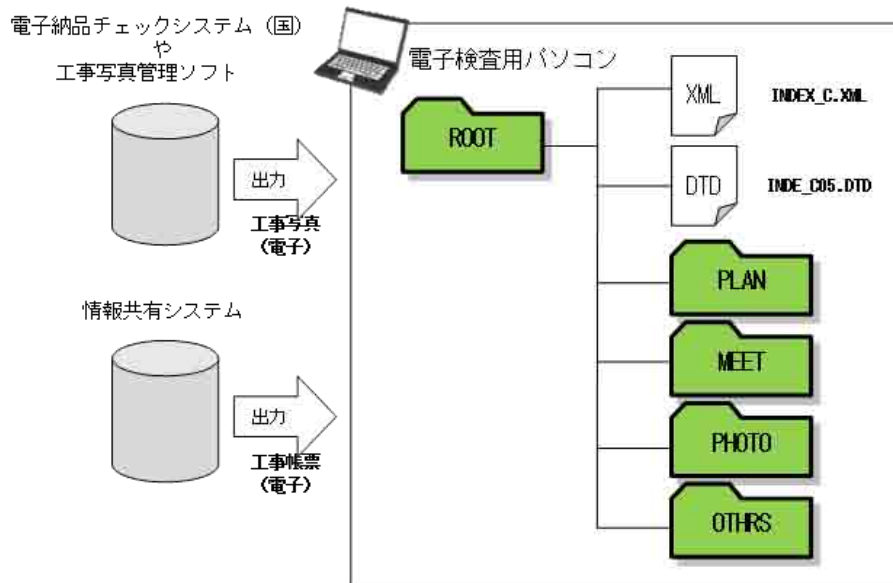 電子納品チェックシステム（国）
や
工事写真管理ソフト
出力
工事写真
（電子）
情報共有システム
出力
工事帳票
（電子）
電子検査用パソコン
ROOT
XML
INDEX_C.XML
DTD
INDE_C05.DTD
PLAN
MEET
PHOTO
OTHRS